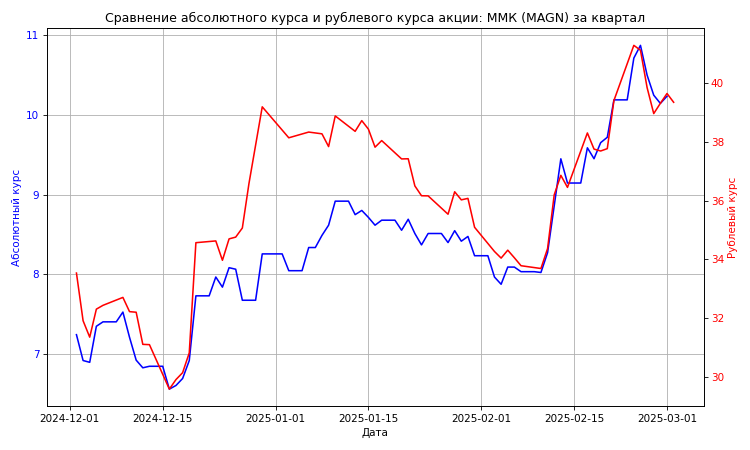 Сравнение абсолютного курса и рублевого курса акции: ММК (MAGN) за квартал
11
10
9
8
7
40
38
36
34
32
30
Абсолютный курс
Рублевый курс
2024-12-01 2024-12-15 2025-01-01 2025-01-15 2025-02-01 2025-02-15 2025-03-01
Дата